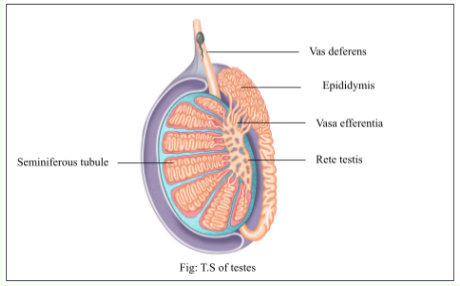 Vas deferens
Epididymis
Vasa efferentia
Rete testis
Seminiferous tubule
Fig: T.S of testes